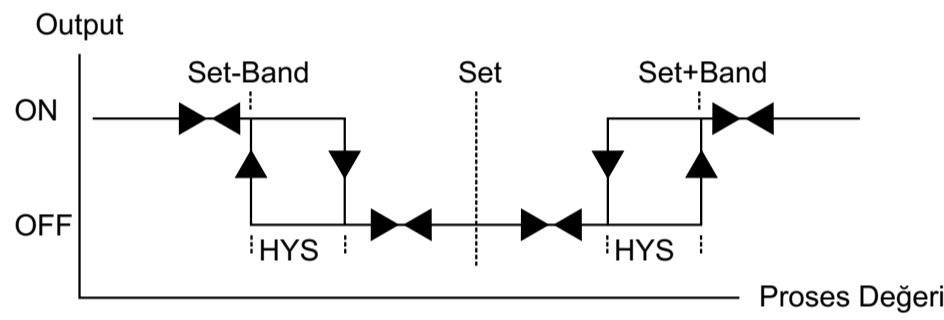 Output
Set-Band
Set
Set+Band
ON
OFF
HYS
HYS
Proses Değeri